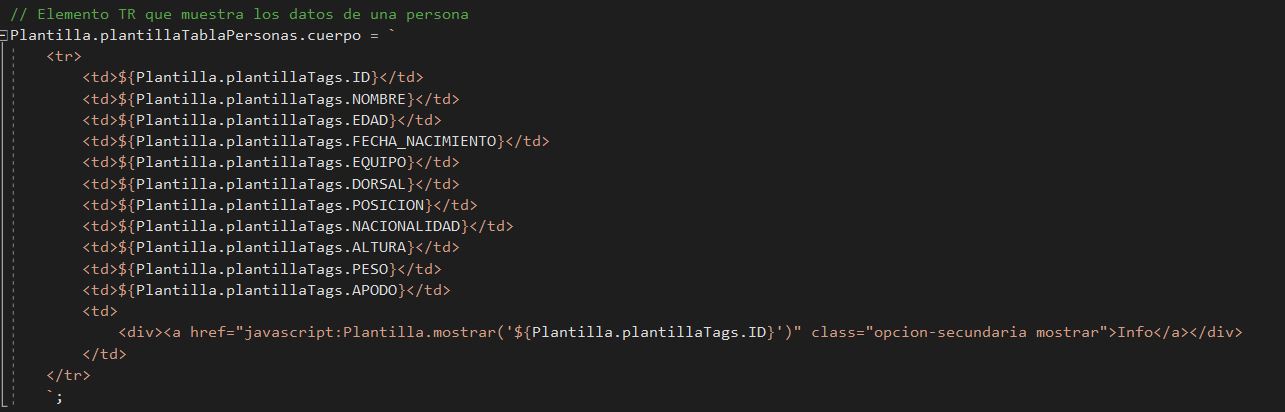 // Elemento TR que muestra los datos de una persona
Plantilla.plantillaTablaPersonas.cuerpo = `
<tr>
<td>${Plantilla.plantillaTags.ID}</td>
<td>${Plantilla.plantillaTags.NOMBRE}</td>
<td>${Plantilla.plantillaTags.EDAD}</td>
<td>${Plantilla.plantillaTags.FECHA_NACIMIENTO}</td>
<td>${Plantilla.plantillaTags.EQUIPO}</td>
<td>${Plantilla.plantillaTags.DORSAL}</td>
<td>${Plantilla.plantillaTags.POSICION}</td>
<td>${Plantilla.plantillaTags.NACIONALIDAD}</td>
<td>${Plantilla.plantillaTags.ALTURA}</td>
<td>${Plantilla.plantillaTags.PESO}</td>
<td>${Plantilla.plantillaTags.APODO}</td>
<td>
<div><a href="javascript:Plantilla.mostrar('${Plantilla.plantillaTags.ID}')" class="opcion-secundaria mostrar">Info</a></div>
</td>
</tr>
`;